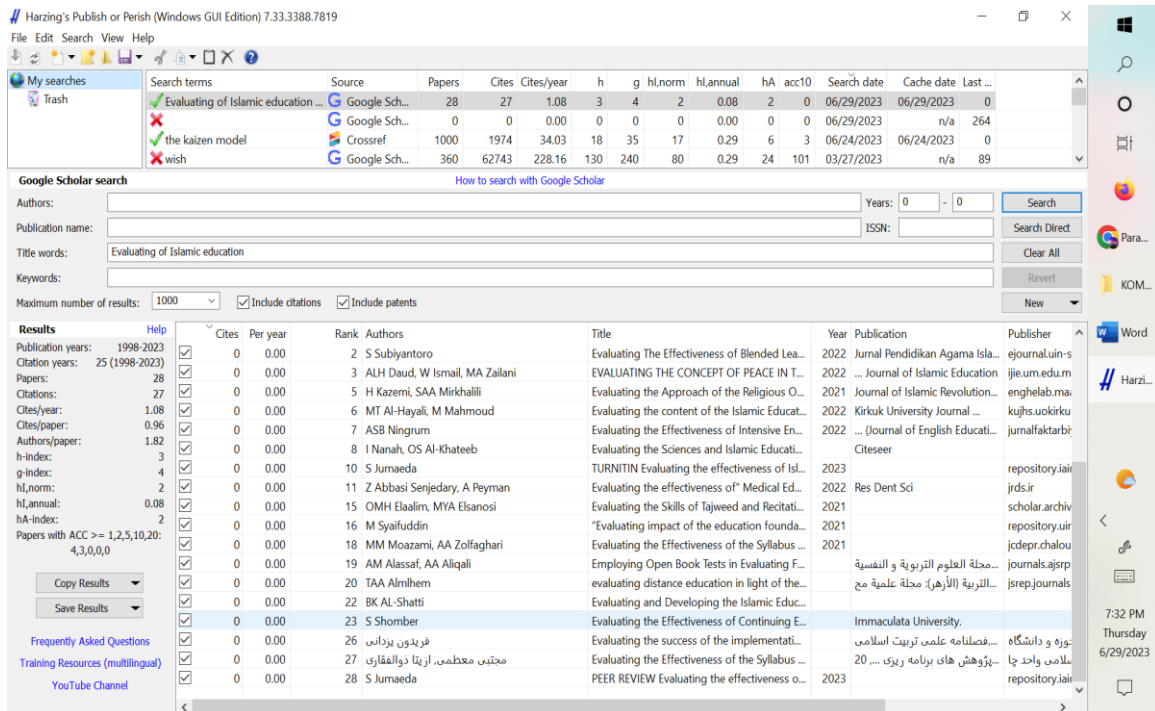 Harzing's Publish or Perish (Windows GUI Edition) 7.33.3388.7819
File Edit Search View Help
My searches
Trash
Search terms Source Papers Cites Cites/year h g hI,norm hI,annual hA acc10 Search date Cache date Last ...
Evaluating of Islamic education ... Google Sch... 28 27 1.08 3 4 2 0.08 2 0 06/29/2023 06/29/2023 0
Google Sch... 0 0 0.00 0 0 0 0.00 0 0 06/29/2023 n/a 264
the kaizen model Crossref 1000 1974 34.03 18 35 17 0.29 6 3 06/24/2023 06/24/2023 0
wish Google Sch... 360 62743 228.16 130 240 80 0.29 24 101 03/27/2023 n/a 89
Google Scholar search How to search with Google Scholar
Authors: Years: 0 - 0 Search
Publication name: ISSN: Search Direct
Title words: Evaluating of Islamic education Clear All
Keywords: Revert
Maximum number of results: 1000 Include citations Include patents New
Results Help
Publication years: 1998-2023
Citation years: 25 (1998-2023)
Papers: 28
Citations: 27
Cites/year: 1.08
Cites/paper: 0.96
Authors/paper: 1.82
h-index: 3
g-index: 4
hI,norm: 2
hI,annual: 0.08
hA-index: 2
Papers with ACC >= 1,2,5,10,20:
4,3,0,0,0
Copy Results
Save Results
Frequently Asked Questions
Training Resources (multilingual)
YouTube Channel
Cites Per year Rank Authors Title Year Publication Publisher
0 0.00 2 S Subiyantoro Evaluating The Effectiveness of Blended Lea... 2022 Jurnal Pendidikan Agama Isla... ejournal.uin-s
0 0.00 3 ALH Daud, W Ismail, MA Zailani EVALUATING THE CONCEPT OF PEACE IN T... 2022 ... Journal of Islamic Education ijie.um.edu.m
0 0.00 5 H Kazemi, SAA Mirkhalili Evaluating the Approach of the Religious O... 2021 Journal of Islamic Revolution... enghelab.maa
0 0.00 6 MT Al-Hayali, M Mahmoud Evaluating the content of the Islamic Educat... 2022 Kirkuk University Journal ... kujhs.uokirku
0 0.00 7 ASB Ningrum Evaluating the Effectiveness of Intensive En... 2022 ... (Journal of English Educati... jurnalfaktarbiy
0 0.00 8 I Nanah, OS Al-Khateeb Evaluating the Sciences and Islamic Educati... Citeseer
0 0.00 10 S Jumaeda TURNITIN Evaluating the effectiveness of Isl... 2023 repository.iair
0 0.00 11 Z Abbasi Senjedary, A Peyman Evaluating the effectiveness of" Medical Ed... 2022 Res Dent Sci jrds.ir
0 0.00 15 OMH Elaalim, MYA Elsanosi Evaluating the Skills of Tajweed and Recitati... 2021 scholar.archiv
0 0.00 16 M Syaifuddin "Evaluating impact of the education founda... 2021 repository.uir
0 0.00 18 MM Moazami, AA Zolfaghari Evaluating the Effectiveness of the Syllabus ... 2021 jcdepr.chalou
0 0.00 19 AM Alassaf, AA Aliqali Employing Open Book Tests in Evaluating F... مجلة العلوم التربوية و النفسية... journals.ajsrp
0 0.00 20 TAA Almlhem evaluating distance education in light of the... التربية (الأزهر): مجلة علمية مح... jsrep.journals
0 0.00 22 BK AL-Shatti Evaluating and Developing the Islamic Educ...
0 0.00 23 S Shomber Evaluating the Effectiveness of Continuing E... Immaculata University.
0 0.00 26 فریدون یزدانی Evaluating the success of the implementati... فصلنامه علمی تربیت اسلامی,... حوزه و دانشگاه
0 0.00 27 مجتبی معظمی, ازیتا ذوالفقاری Evaluating the Effectiveness of the Syllabus ... پژوهش های برنامه ریزی ..., 20... سلامی واحد چا
0 0.00 28 S Jumaeda PEER REVIEW Evaluating the effectiveness o... 2023 repository.iair
Para...
KOM...
Word
Harzi...
7:32 PM
Thursday
6/29/2023